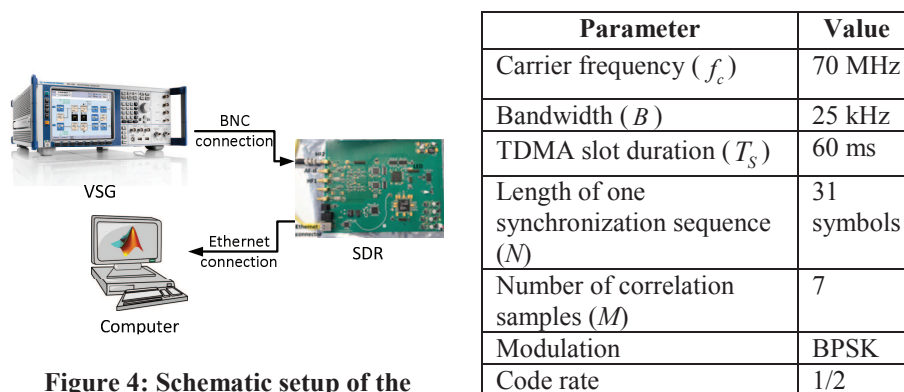 BNC
connection
VSG
Ethernet
connector
SDR
Ethernet
connection
Computer
Figure 4: Schematic setup of the
Parameter Value
Carrier frequency ( f_c ) 70 MHz
Bandwidth ( B ) 25 kHz
TDMA slot duration ( T_S ) 60 ms
Length of one 31
synchronization sequence symbols
(N)
Number of correlation 7
samples (M)
Modulation BPSK
Code rate 1/2